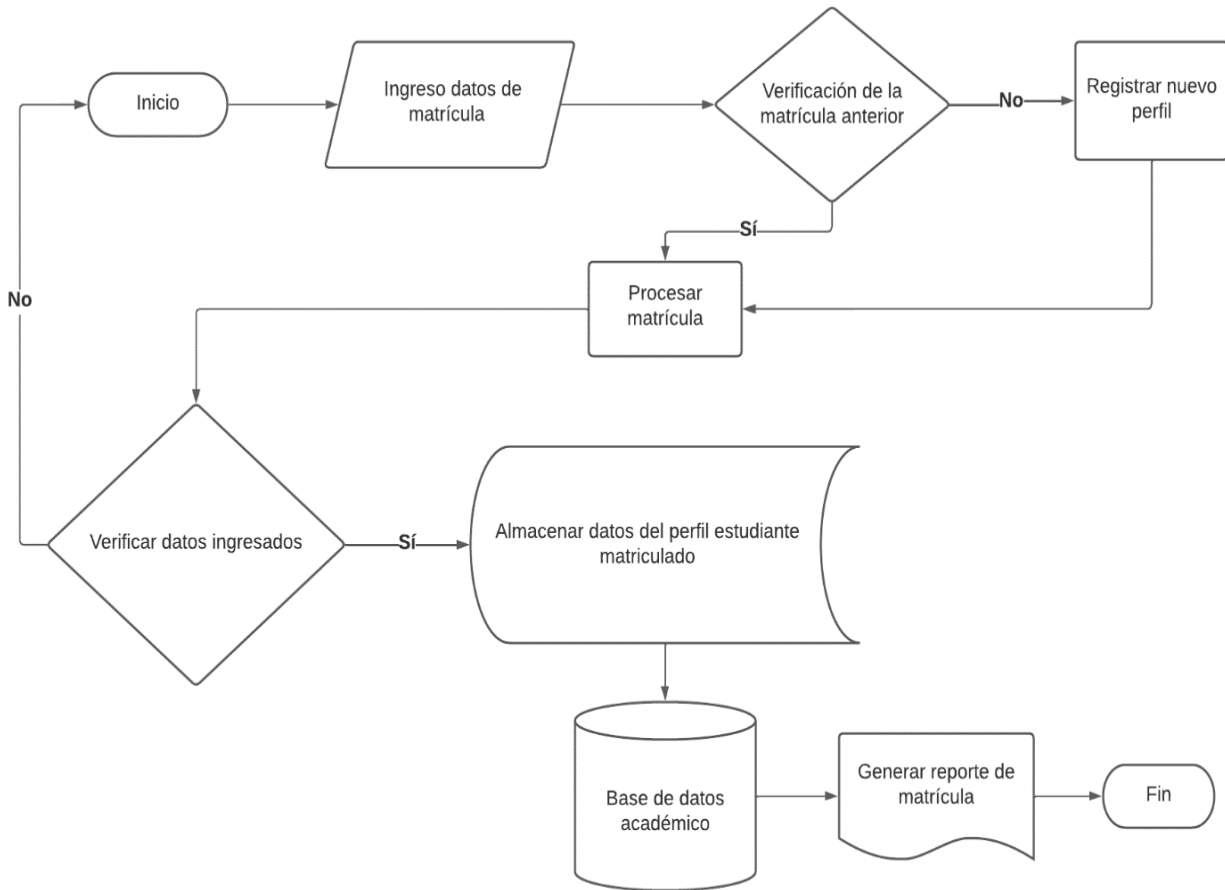 Inicio
Ingreso datos de
matrícula
Verificación de la
matrícula anterior
No
Registrar nuevo
perfil
Sí
Procesar
matrícula
No
Verificar datos ingresados
Sí
Almacenar datos del perfil estudiante
matriculado
Base de datos
académico
Generar reporte de
matrícula
Fin